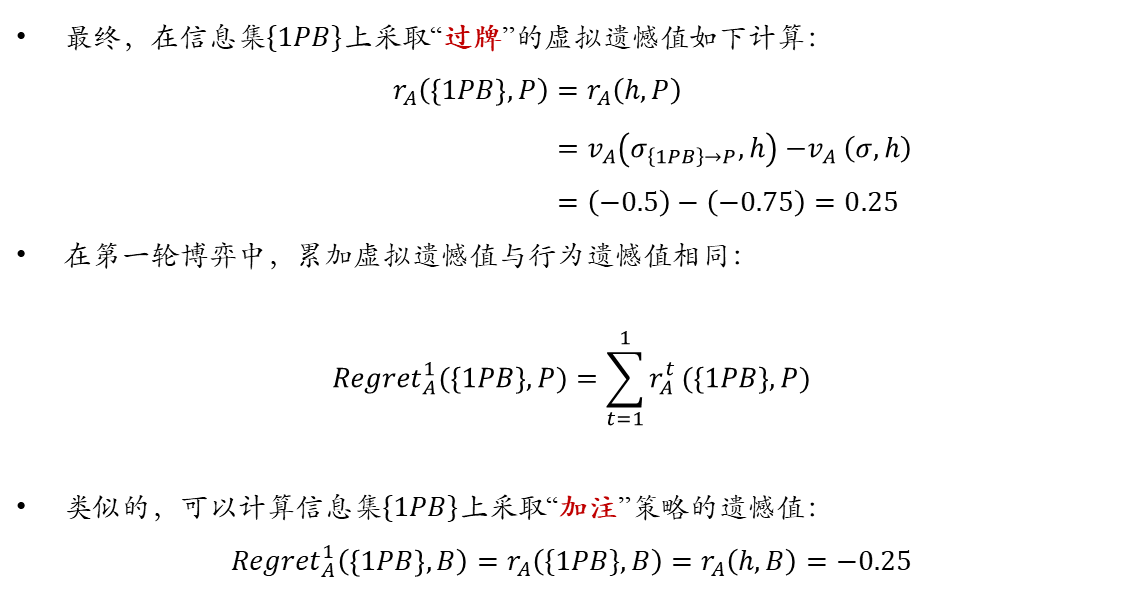 • 最终，在信息集{1PB}上采取“过牌”的虚拟遗憾值如下计算：
r_A({1PB}, P) = r_A(h, P)
= v_A(σ_{{1PB}→P}, h) −v_A (σ, h)
= (−0.5) − (−0.75) = 0.25
• 在第一轮博弈中，累加虚拟遗憾值与行为遗憾值相同：
Regret_A^1({1PB}, P) = ∑_{t=1}^{1} r_A^t ({1PB}, P)
• 类似的，可以计算信息集{1PB}上采取“加注”策略的遗憾值：
Regret_A^1({1PB}, B) = r_A({1PB}, B) = r_A(h, B) = −0.25